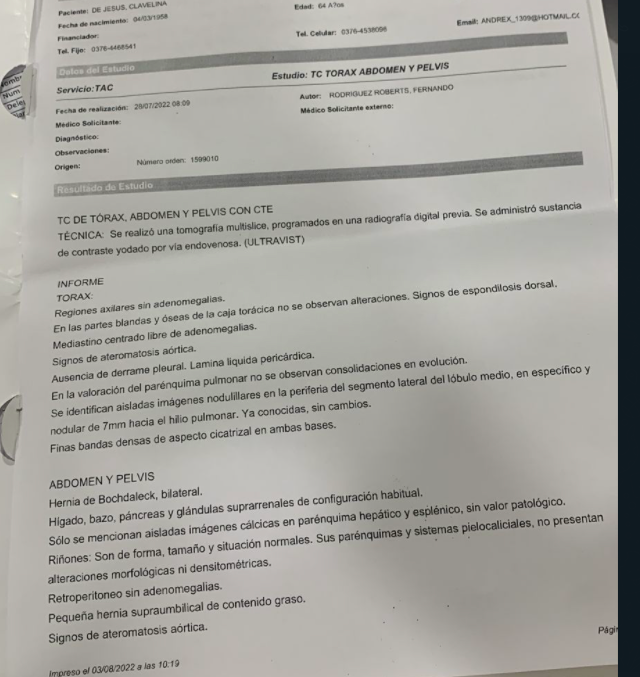 Paciente: DE JESUS, CLAVELINA
Edad: 64 Años
Fecha de nacimiento: 04/03/1958
Financiador:
Tel. Celular: 0376-4538098
Email: ANDREX_1309@HOTMAIL.CC
Tel. Fijo: 0376-4468541
Datos del Estudio
Servicio:TAC
Estudio: TC TORAX ABDOMEN Y PELVIS
Fecha de realización: 28/07/2022 08:09
Autor: RODRIGUEZ ROBERTS, FERNANDO
Médico Solicitante:
Médico Solicitante externo:
Diagnóstico:
Observaciones:
Origen:
Número orden: 1599010
Resultado de Estudio
TC DE TÓRAX, ABDOMEN Y PELVIS CON CTE
TÉCNICA: Se realizó una tomografía multislice, programados en una radiografía digital previa. Se administró sustancia
de contraste yodado por vía endovenosa. (ULTRAVIST)
INFORME
TORAX:
Regiones axilares sin adenomegalias.
En las partes blandas y óseas de la caja torácica no se observan alteraciones. Signos de espondilosis dorsal.
Mediastino centrado libre de adenomegalias.
Signos de ateromatosis aórtica.
Ausencia de derrame pleural. Lamina liquida pericárdica.
En la valoración del parénquima pulmonar no se observan consolidaciones en evolución.
Se identifican aisladas imágenes nodulillares en la periferia del segmento lateral del lóbulo medio, en especifico y
nodular de 7mm hacia el hilio pulmonar. Ya conocidas, sin cambios.
Finas bandas densas de aspecto cicatrizal en ambas bases.
ABDOMEN Y PELVIS
Hernia de Bochdaleck, bilateral.
Hígado, bazo, páncreas y glándulas suprarrenales de configuración habitual.
Sólo se mencionan aisladas imágenes cálcicas en parénquima hepático y esplénico, sin valor patológico.
Riñones: Son de forma, tamaño y situación normales. Sus parénquimas y sistemas pielocaliciales, no presentan
alteraciones morfológicas ni densitométricas.
Retroperitoneo sin adenomegalias.
Pequeña hernia supraumbilical de contenido graso.
Signos de ateromatosis aórtica.
Págin
Impreso el 03/08/2022 a las 10:19